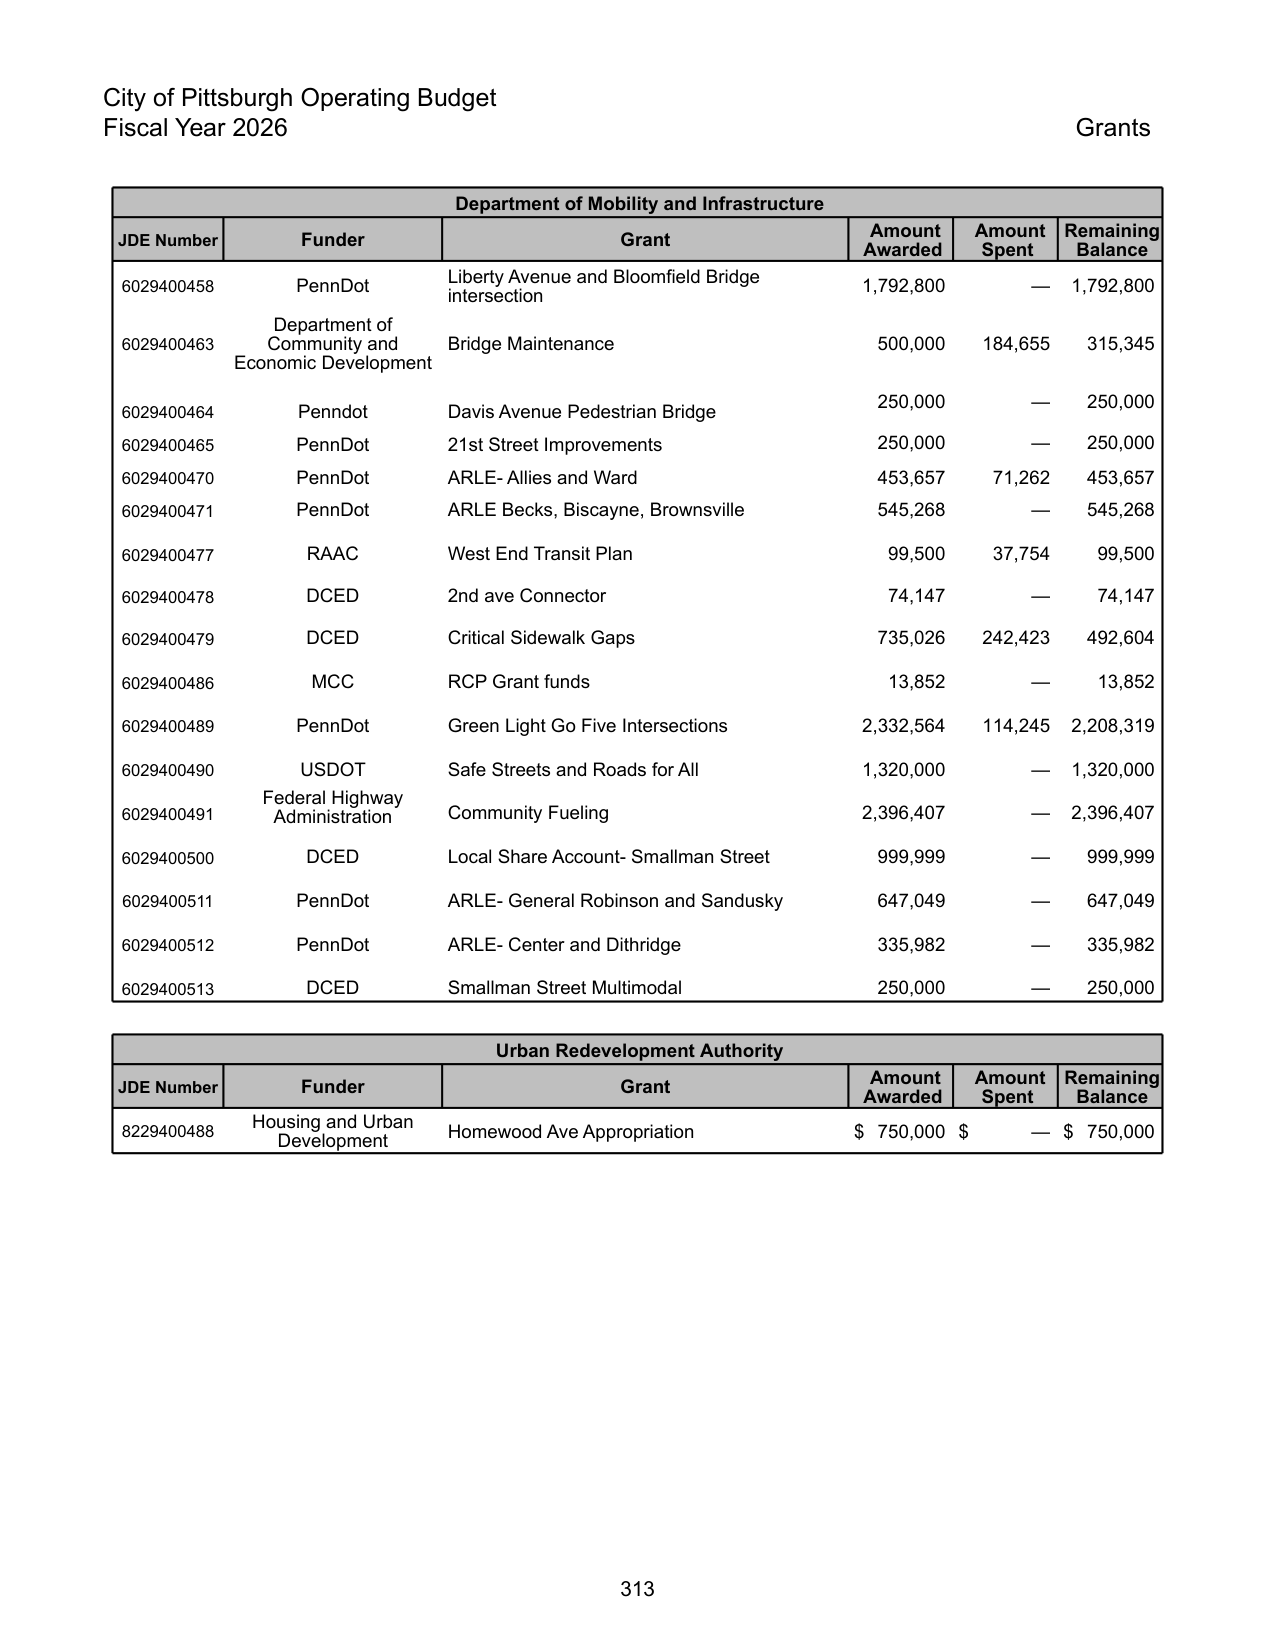 City of Pittsburgh Operating Budget
Fiscal Year 2026 Grants
Department of Mobility and Infrastructure
JDE Number Funder Grant Amount Awarded Amount Spent Remaining Balance
6029400458 PennDot Liberty Avenue and Bloomfield Bridge intersection 1,792,800 — 1,792,800
6029400463 Department of Community and Economic Development Bridge Maintenance 500,000 184,655 315,345
6029400464 Penndot Davis Avenue Pedestrian Bridge 250,000 — 250,000
6029400465 PennDot 21st Street Improvements 250,000 — 250,000
6029400470 PennDot ARLE- Allies and Ward 453,657 71,262 453,657
6029400471 PennDot ARLE Becks, Biscayne, Brownsville 545,268 — 545,268
6029400477 RAAC West End Transit Plan 99,500 37,754 99,500
6029400478 DCED 2nd ave Connector 74,147 — 74,147
6029400479 DCED Critical Sidewalk Gaps 735,026 242,423 492,604
6029400486 MCC RCP Grant funds 13,852 — 13,852
6029400489 PennDot Green Light Go Five Intersections 2,332,564 114,245 2,208,319
6029400490 USDOT Safe Streets and Roads for All 1,320,000 — 1,320,000
6029400491 Federal Highway Administration Community Fueling 2,396,407 — 2,396,407
6029400500 DCED Local Share Account- Smallman Street 999,999 — 999,999
6029400511 PennDot ARLE- General Robinson and Sandusky 647,049 — 647,049
6029400512 PennDot ARLE- Center and Dithridge 335,982 — 335,982
6029400513 DCED Smallman Street Multimodal 250,000 — 250,000
Urban Redevelopment Authority
JDE Number Funder Grant Amount Awarded Amount Spent Remaining Balance
8229400488 Housing and Urban Development Homewood Ave Appropriation $ 750,000 $ — $ 750,000
313